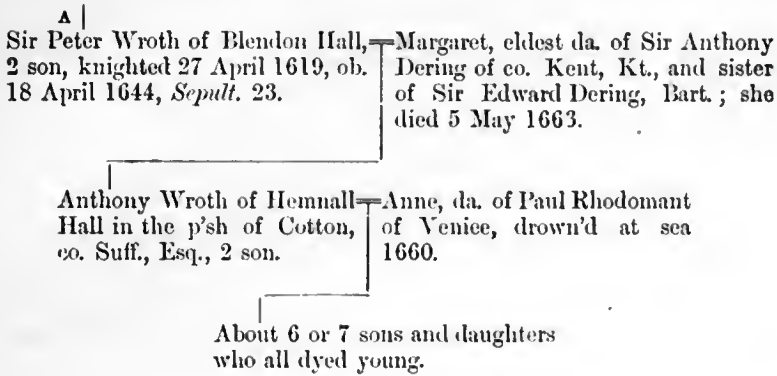 A
Sir Peter Wroth of Blendon Hall,
2 son, knighted 27 April 1619, ob.
18 April 1644, Sepult. 23.
Margaret, eldest da. of Sir Anthony
Dering of co. Kent, Kt., and sister
of Sir Edward Dering, Bart.; she
died 5 May 1663.
Anthony Wroth of Hemnall
Hall in the p'sh of Cotton,
co. Suff., Esq., 2 son.
Anne, da. of Paul Rhodomant
of Venice, drown'd at sea
1660.
About 6 or 7 sons and daughters
who all dyed young.